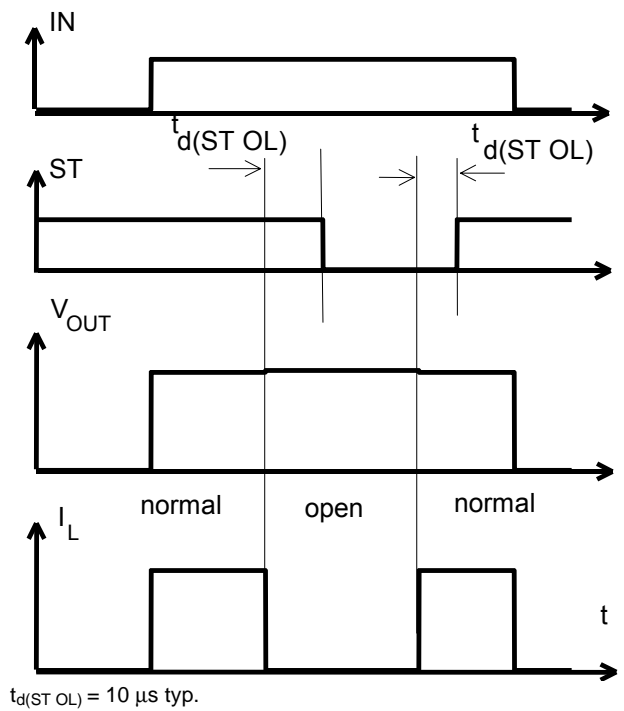 IN
td(ST OL)
td(ST OL)
ST
VOUT
normal
open
normal
IL
t
td(ST OL) = 10 μs typ.